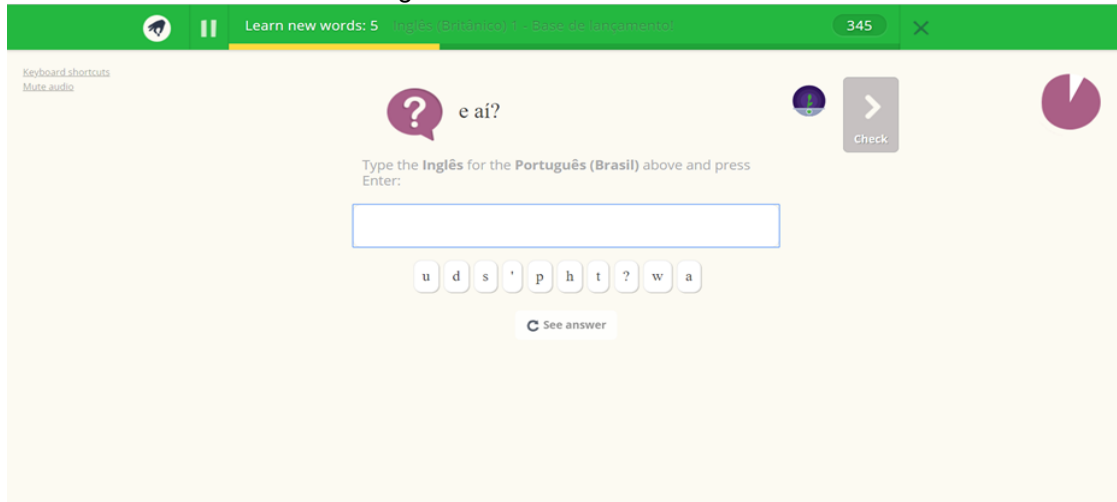 Learn new words: 5 Inglês (Britânico) 1 - Base de lançamento! 345
Keyboard shortcuts
Mute audio
? e aí?
Check
Type the Inglês for the Português (Brasil) above and press
Enter:
u d s ' p h t ? w a
See answer